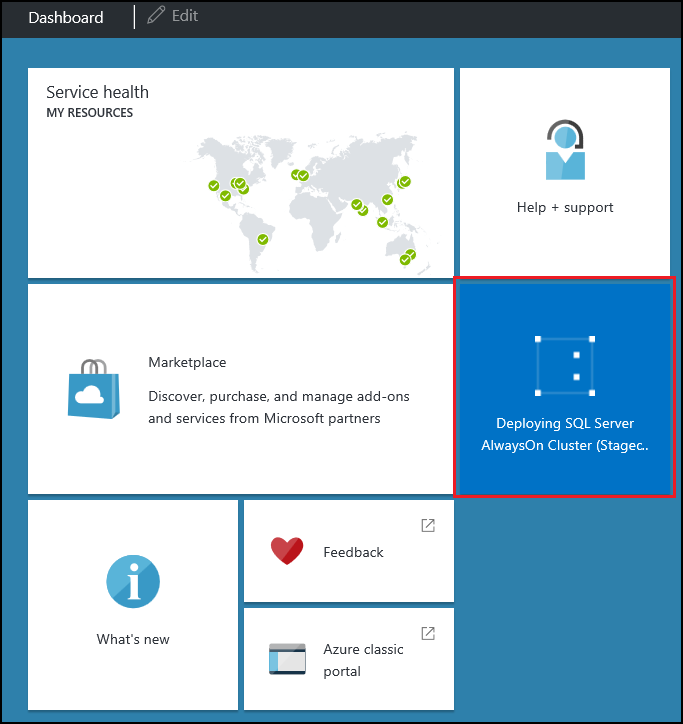 Dashboard
Edit
Service health
MY RESOURCES
Help + support
Marketplace
Discover, purchase, and manage add-ons
and services from Microsoft partners
Deploying SQL Server
AlwaysOn Cluster (Stagec..
What's new
Feedback
Azure classic
portal